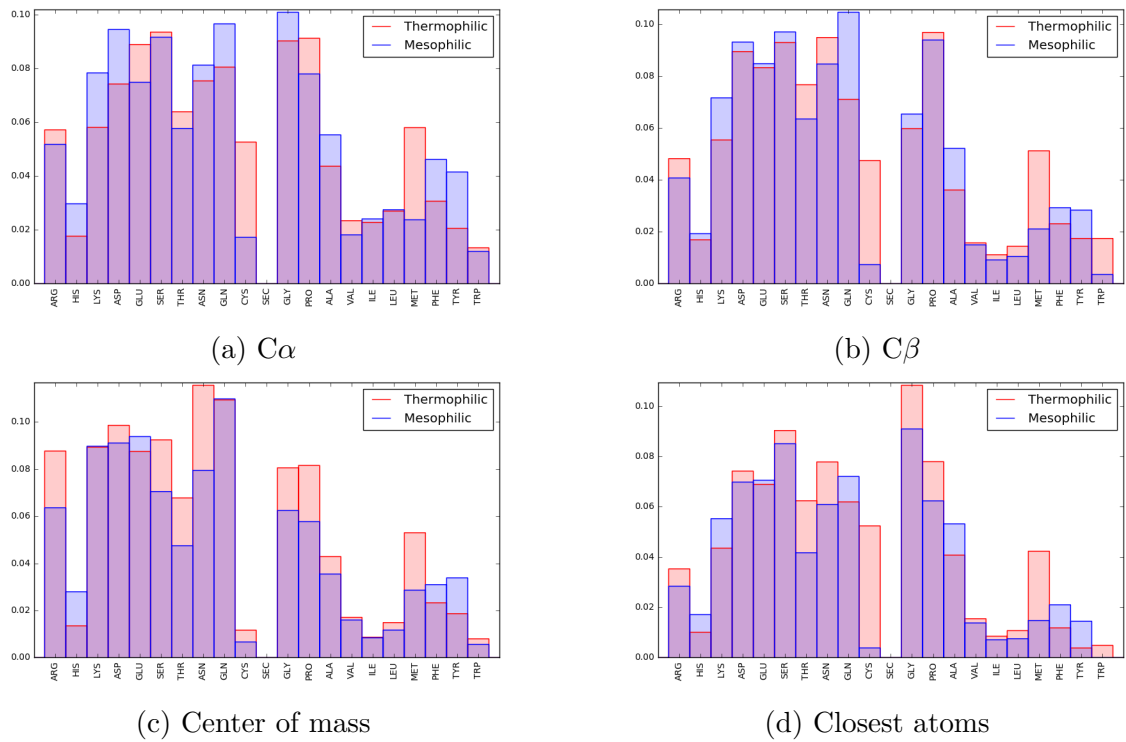 0.10
0.08
0.06
0.04
0.02
0.00
Thermophilic
Mesophilic
ARG HIS LYS ASP GLU SER THR ASN GLN CYS SEC GLY PRO ALA VAL ILE LEU MET PHE TYR TRP
(a) Cα
0.10
0.08
0.06
0.04
0.02
0.00
Thermophilic
Mesophilic
ARG HIS LYS ASP GLU SER THR ASN GLN CYS SEC GLY PRO ALA VAL ILE LEU MET PHE TYR TRP
(b) Cβ
0.10
0.08
0.06
0.04
0.02
0.00
Thermophilic
Mesophilic
ARG HIS LYS ASP GLU SER THR ASN GLN CYS SEC GLY PRO ALA VAL ILE LEU MET PHE TYR TRP
(c) Center of mass
0.10
0.08
0.06
0.04
0.02
0.00
Thermophilic
Mesophilic
ARG HIS LYS ASP GLU SER THR ASN GLN CYS SEC GLY PRO ALA VAL ILE LEU MET PHE TYR TRP
(d) Closest atoms